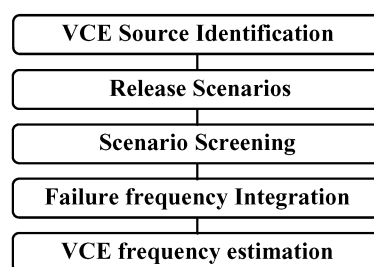 VCE Source Identification
Release Scenarios
Scenario Screening
Failure frequency Integration
VCE frequency estimation